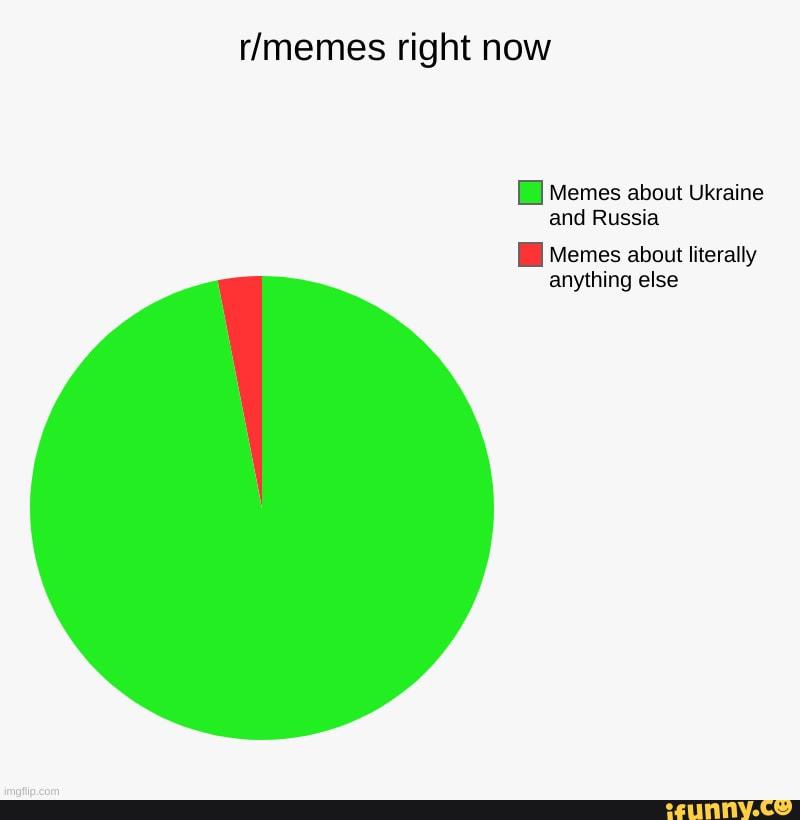 r/memes right now
Memes about Ukraine
and Russia
Memes about literally
anything else
imgflip.com
ifunny.co